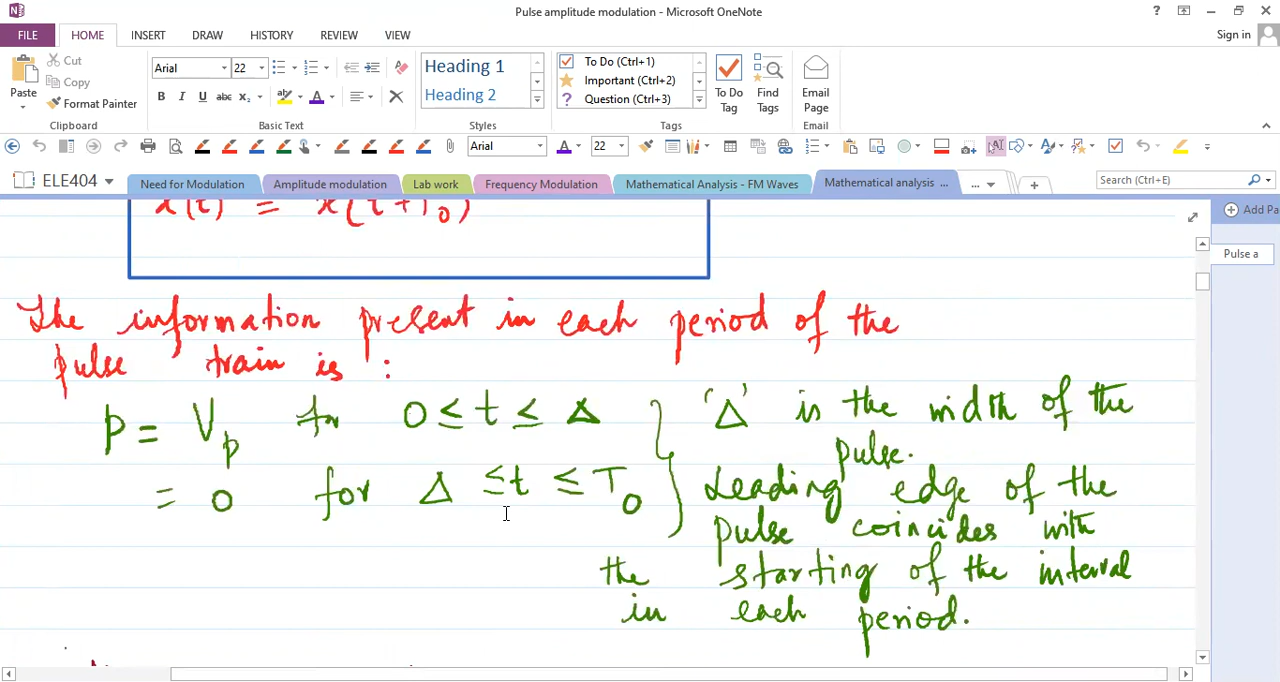 Pulse amplitude modulation - Microsoft OneNote
Sign in
FILE HOME INSERT DRAW HISTORY REVIEW VIEW
Paste
Cut
Copy
Format Painter
Clipboard
Arial 22
B I U abc X₂ A
Basic Text
Heading 1
Heading 2
Styles
To Do (Ctrl+1)
Important (Ctrl+2)
Question (Ctrl+3)
To Do Tag
Find Tags
Tags
Email Page
Email
Arial A 22
ELE404
Need for Modulation
Amplitude modulation
Lab work
Frequency Modulation
Mathematical Analysis - FM Waves
Mathematical analysis ...
...
Search (Ctrl+E)
Add Pa
Pulse a
x(t) = x(t+T₀)
The information present in each period of the
pulse train is :
p = Vp for 0 ≤ t ≤ Δ
= 0 for Δ ≤ t ≤ T₀
'Δ' is the width of the
pulse.
Leading edge of the
pulse coincides with
the starting of the interval
in each period.